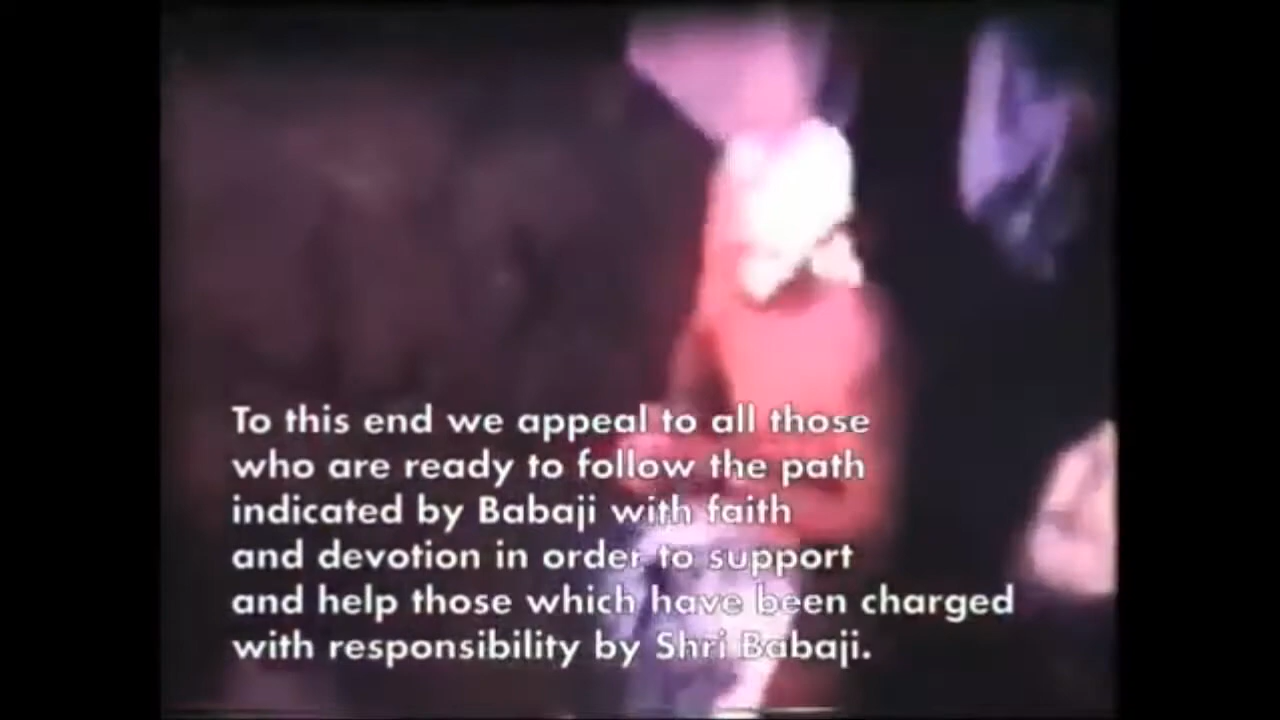 To this end we appeal to all those
who are ready to follow the path
indicated by Babaji with faith
and devotion in order to support
and help those which have been charged
with responsibility by Shri Babaji.